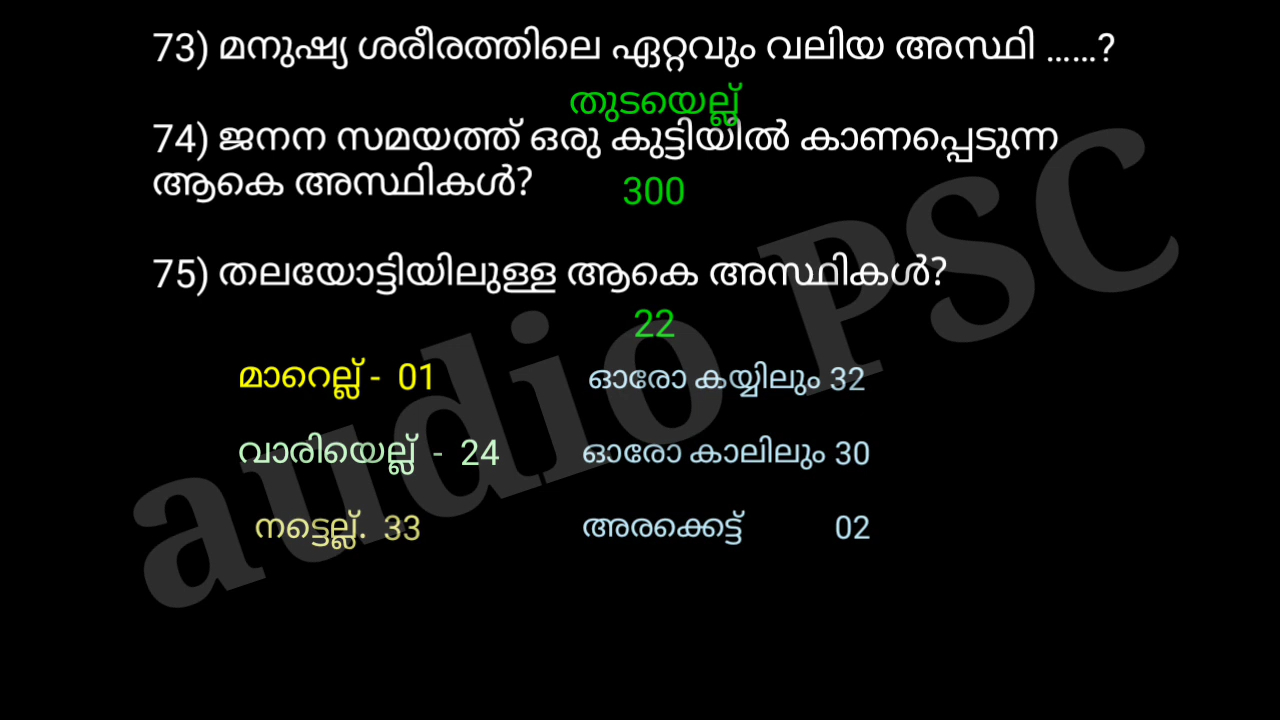 73) മനുഷ്യ ശരീരത്തിലെ ഏറ്റവും വലിയ അസ്ഥി ......?
തുടയെല്ല്
74) ജനന സമയത്ത് ഒരു കുട്ടിയിൽ കാണപ്പെടുന്ന
ആകെ അസ്ഥികൾ?
300
75) തലയോട്ടിയിലുള്ള ആകെ അസ്ഥികൾ?
22
മാറെല്ല് - 01
ഓരോ കയ്യിലും 32
വാരിയെല്ല് - 24
ഓരോ കാലിലും 30
നട്ടെല്ല്. 33
അരക്കെട്ട് 02
audio PSC